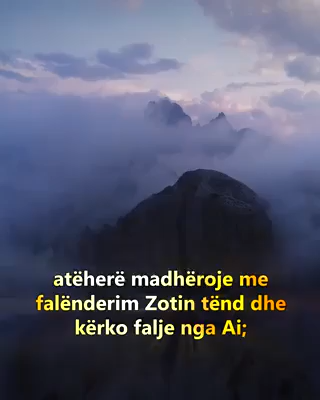 atëherë madhëroje me
falënderim Zotin tënd dhe
kërko falje nga Ai;